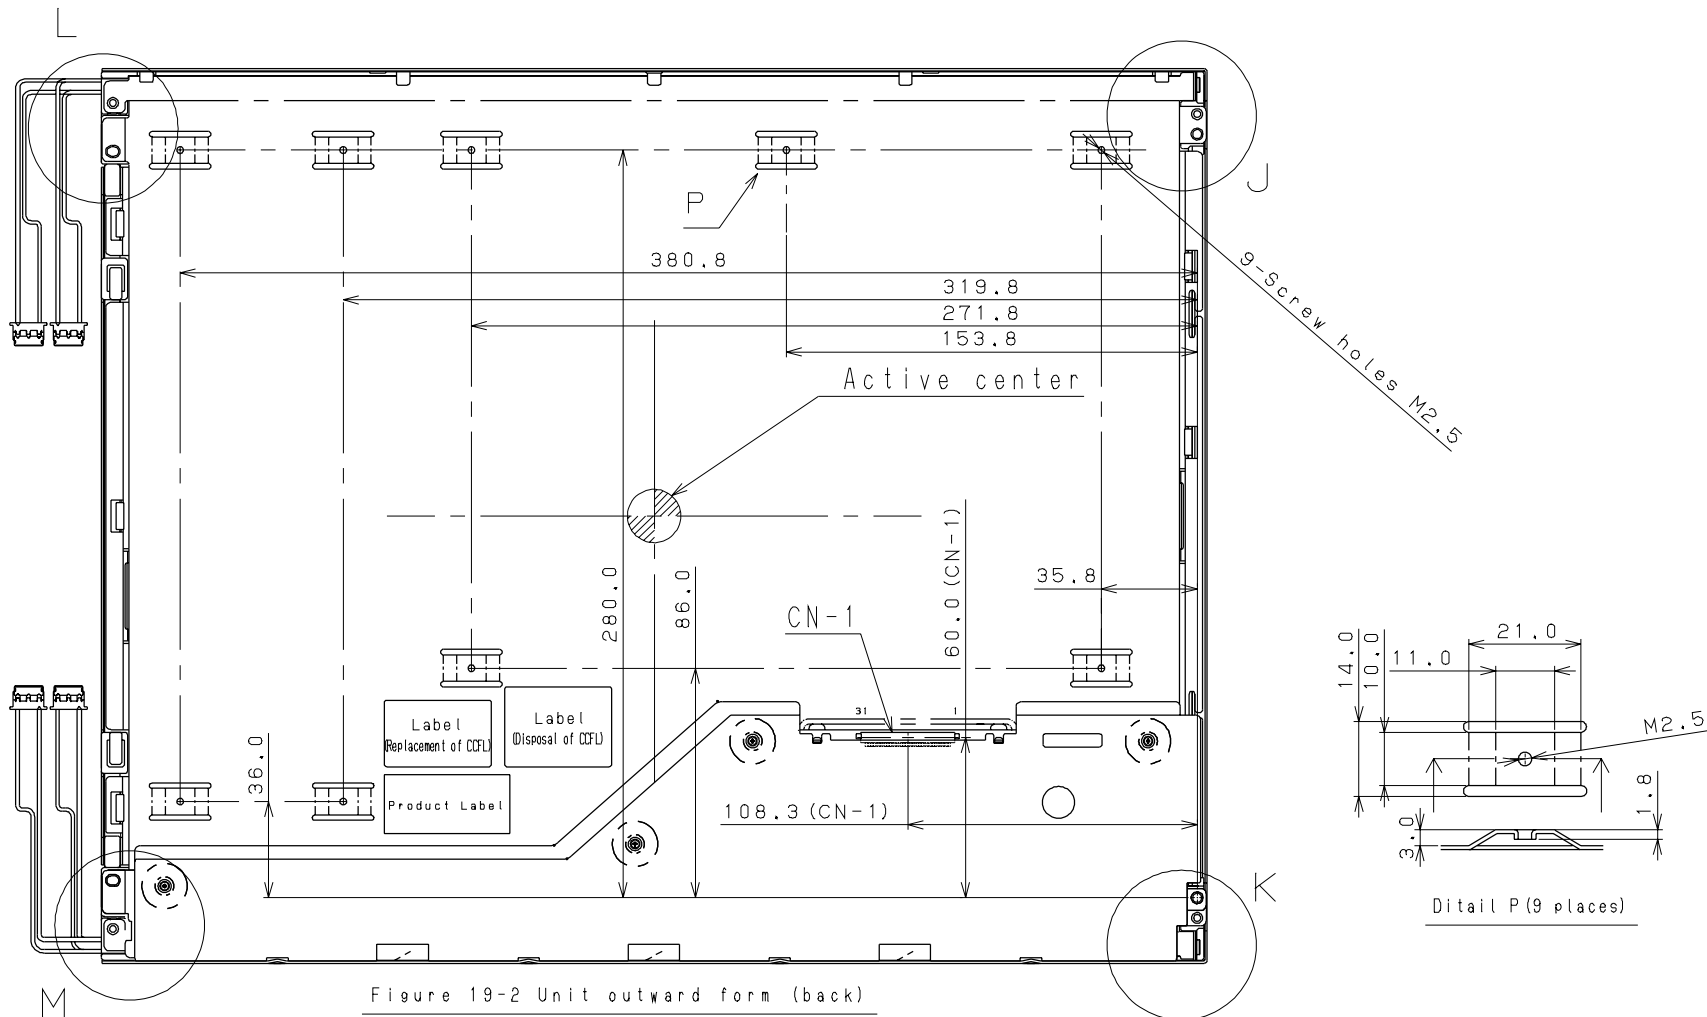 L
J
P
380.8
319.8
271.8
153.8
9-Screw holes M2.5
Active center
280.0
86.0
60.0(CN-1)
35.8
CN-1
31
1
Label
(Replacement of CCFL)
Label
(Disposal of CCFL)
Product Label
36.0
108.3(CN-1)
14.0
10.0
21.0
11.0
M2.5
1.8
3.0
K
Ditail P(9 places)
M
Figure 19-2 Unit outward form (back)